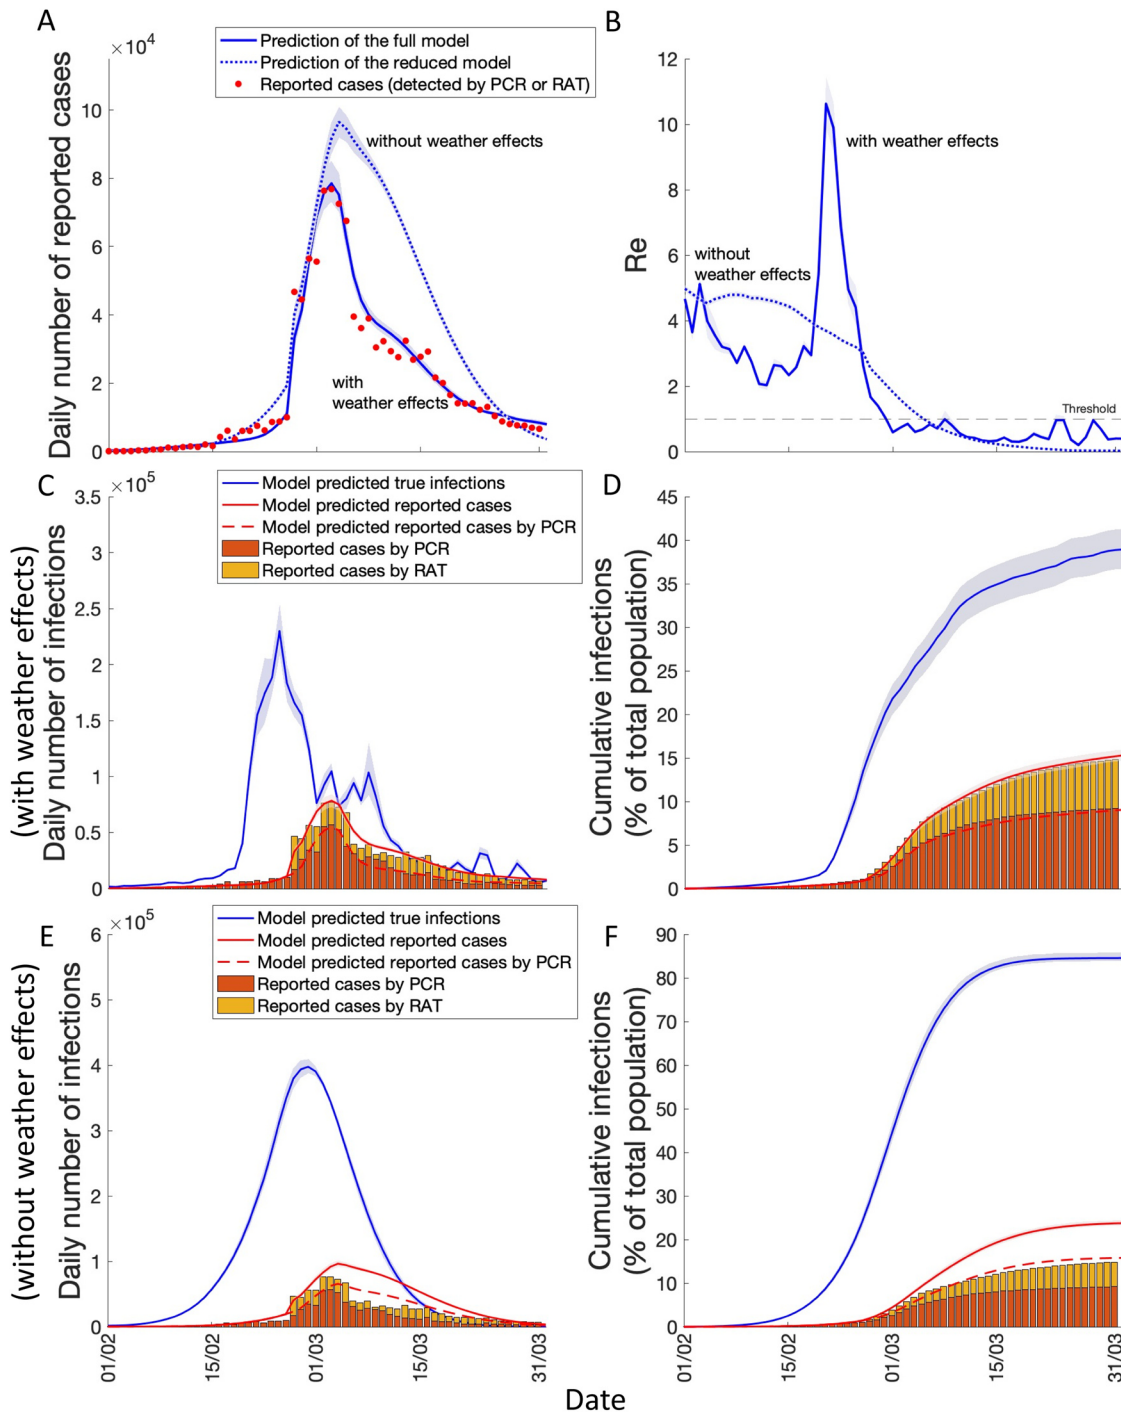 A
×10⁴
Prediction of the full model
Prediction of the reduced model
Reported cases (detected by PCR or RAT)
Daily number of reported cases
10
8
6
4
2
0
without weather effects
with
weather effects
01/02
15/02
01/03
15/03
31/03
B
Re
12
10
8
6
4
2
0
with weather effects
without
weather effects
Threshold
C
×10⁵
Model predicted true infections
Model predicted reported cases
Model predicted reported cases by PCR
Reported cases by PCR
Reported cases by RAT
(with weather effects)
Daily number of infections
3.5
3
2.5
2
1.5
1
0.5
0
D
Cumulative infections
(% of total population)
45
40
35
30
25
20
15
10
5
0
E
×10⁵
Model predicted true infections
Model predicted reported cases
Model predicted reported cases by PCR
Reported cases by PCR
Reported cases by RAT
(without weather effects)
Daily number of infections
6
5
4
3
2
1
0
F
Cumulative infections
(% of total population)
90
80
70
60
50
40
30
20
10
0
01/02
15/02
01/03
15/03
31/03
Date